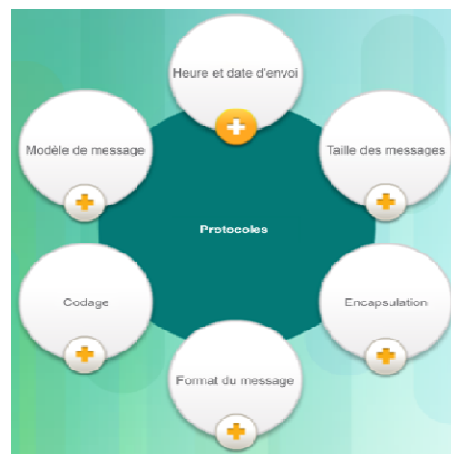 Heure et date d'envoi
Modèle de message
Taille des messages
Protocoles
Codage
Encapsulation
Format du message